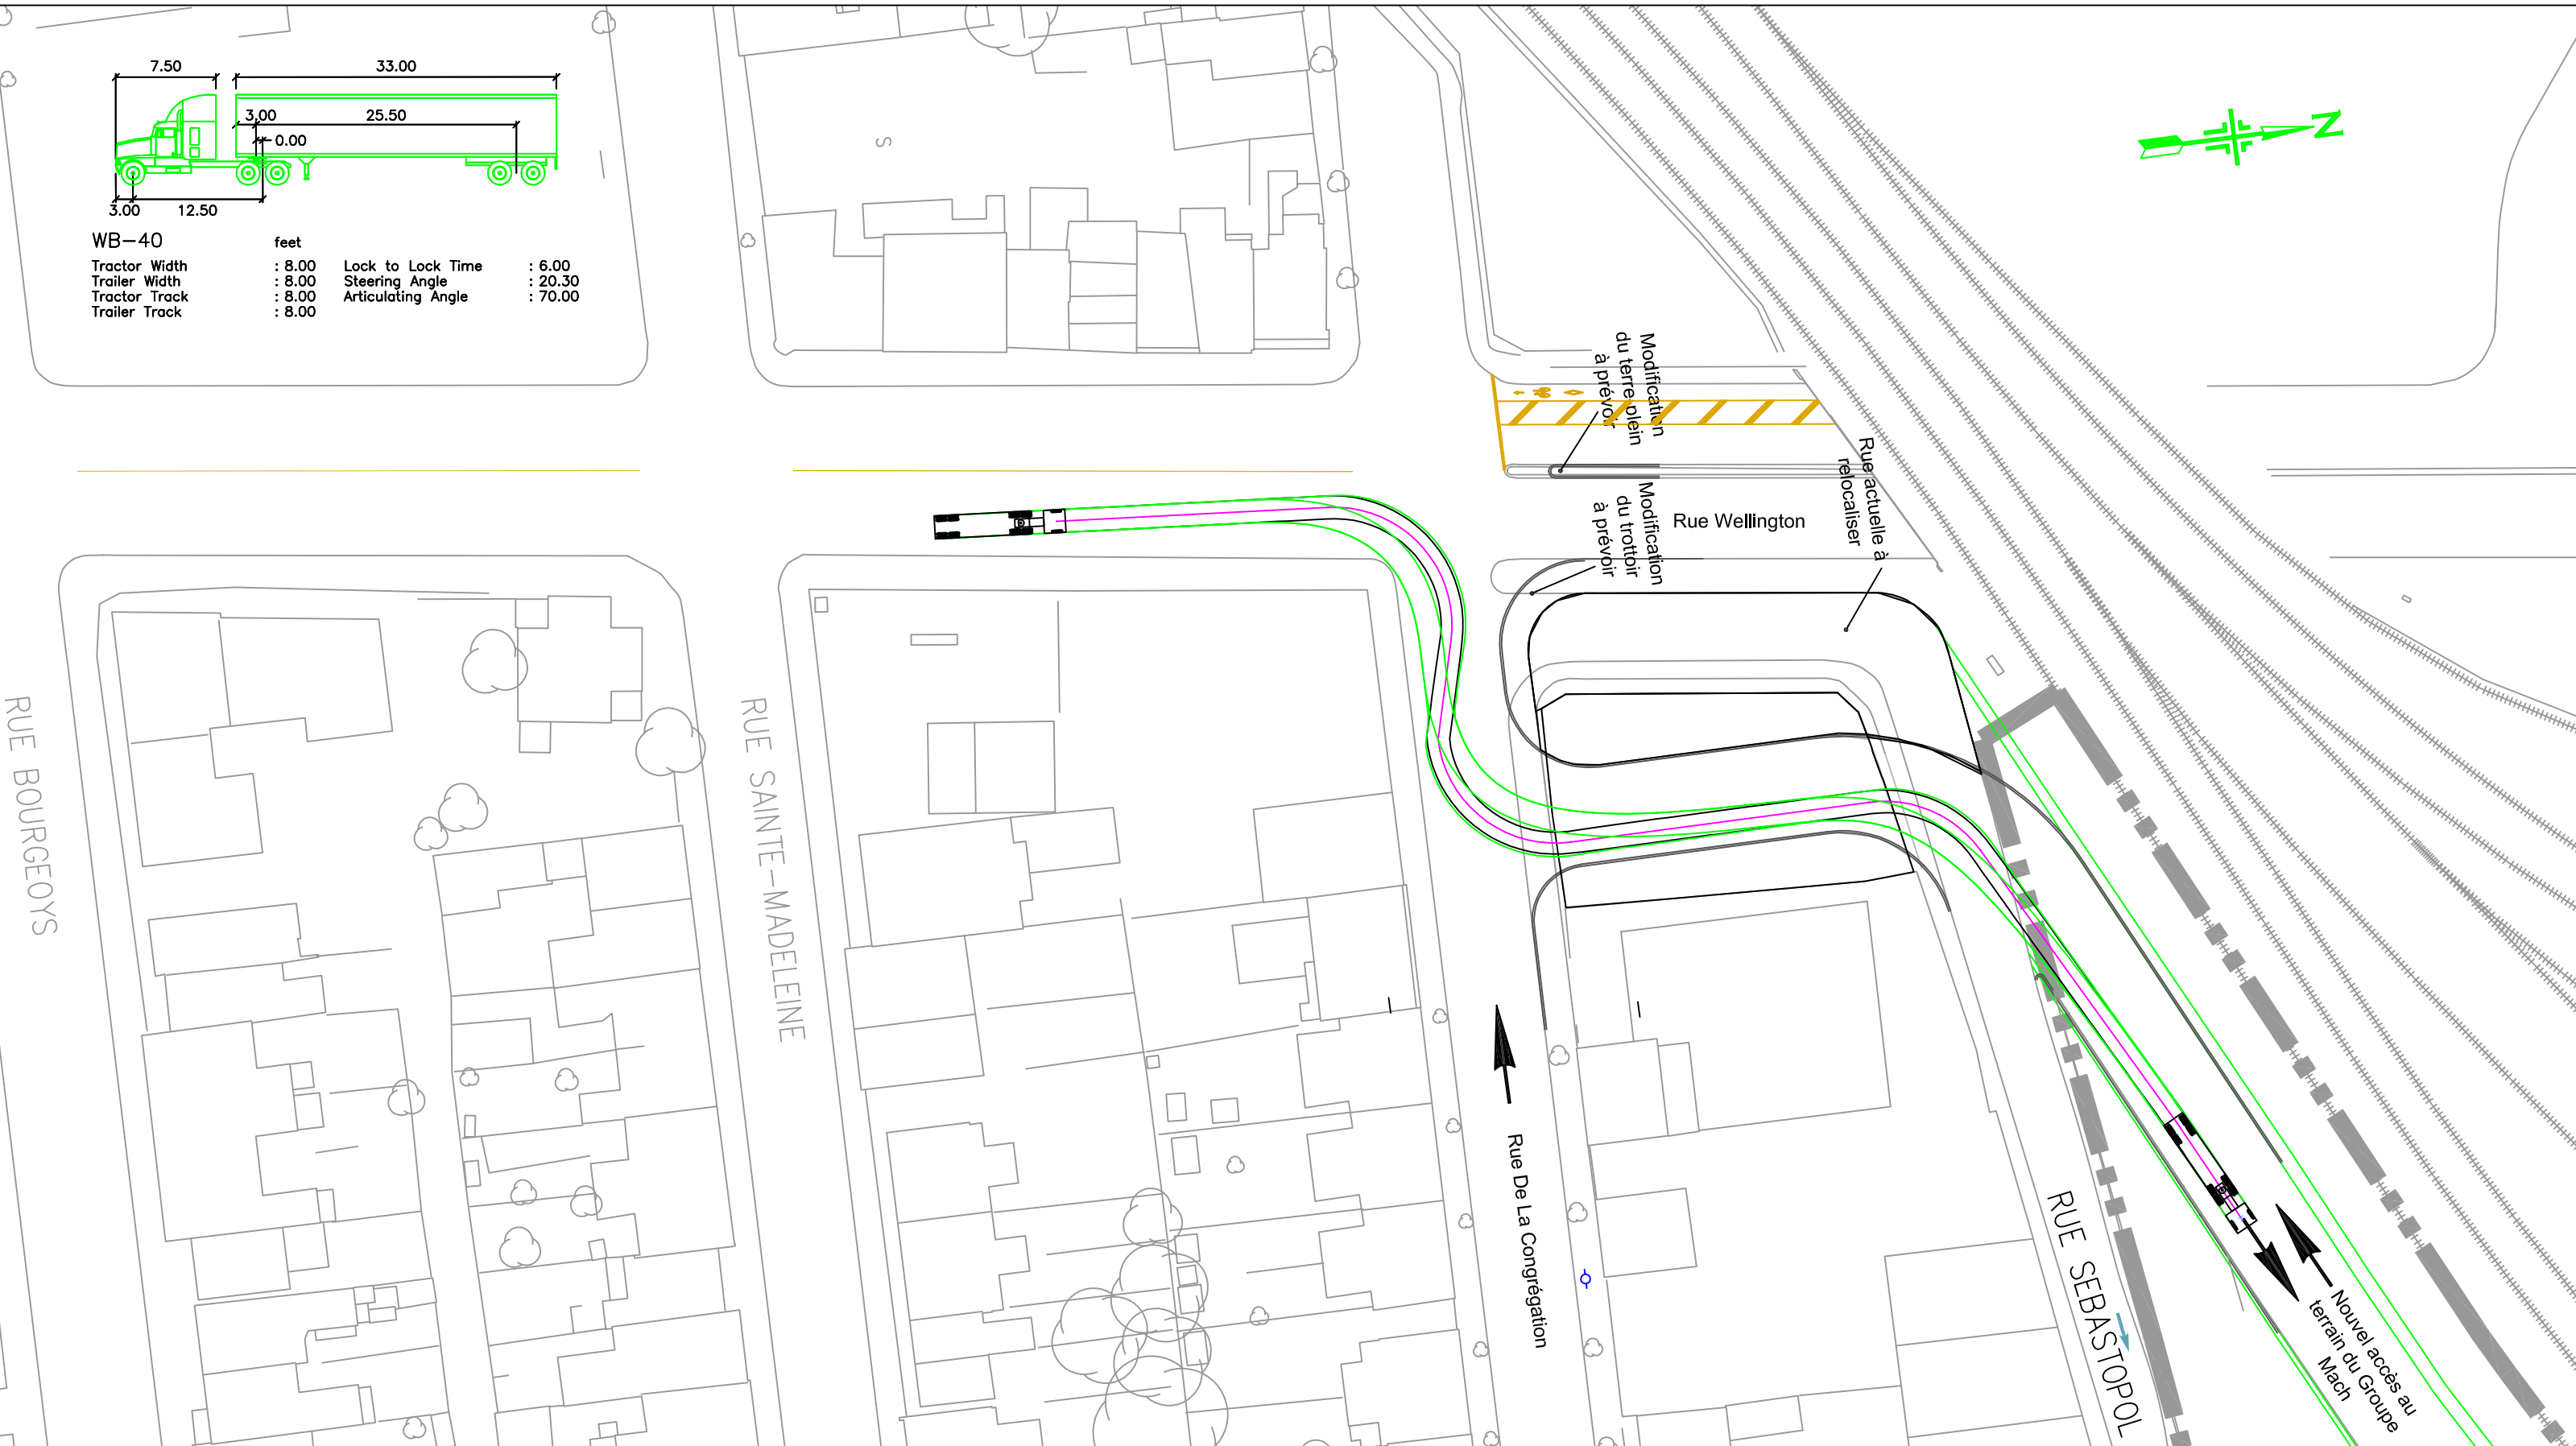 7.50
33.00
3.00
25.50
0.00
3.00
12.50
WB-40
feet
Tractor Width : 8.00 Lock to Lock Time : 6.00
Trailer Width : 8.00 Steering Angle : 20.30
Tractor Track : 8.00 Articulating Angle : 70.00
Trailer Track : 8.00
S
N
Modification
du terre-plein
à prévoir
Rue actuelle à
relocaliser
Modification
du trottoir
à prévoir
Rue Wellington
RUE BOURGEOYS
RUE SAINTE-MADELEINE
Rue De La Congrégation
RUE SEBASTOPOL
Nouvel accès au
terrain du Groupe
Mach